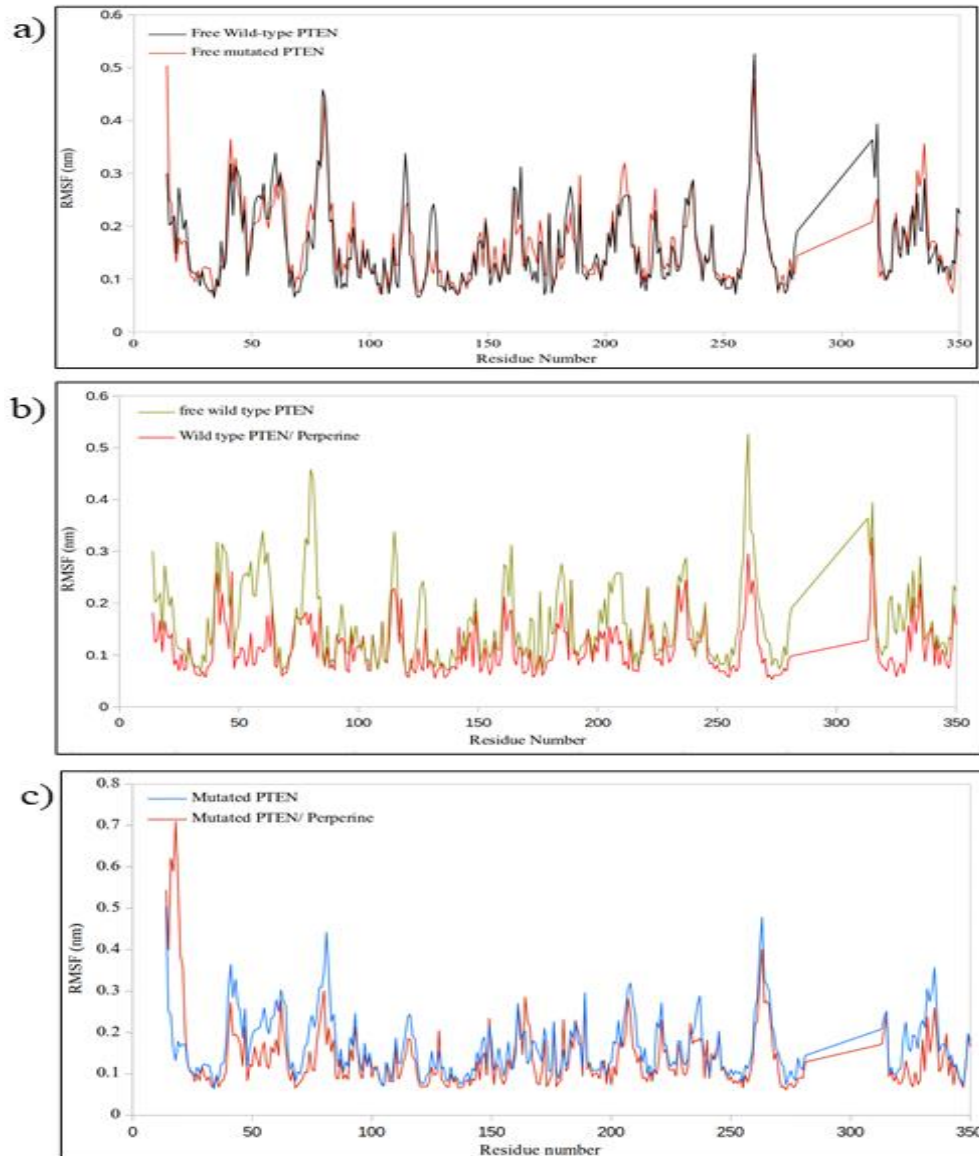 a)
0.6
0.5
0.4
0.3
0.2
0.1
0
RMSF (nm)
Free Wild-type PTEN
Free mutated PTEN
0 50 100 150 200 250 300 350
Residue Number
b)
0.6
0.5
0.4
0.3
0.2
0.1
0
RMSF (nm)
free wild type PTEN
Wild type PTEN/ Perperine
0 50 100 150 200 250 300 350
Residue Number
c)
0.8
0.7
0.6
0.5
0.4
0.3
0.2
0.1
0
RMSF (nm)
Mutated PTEN
Mutated PTEN/ Perperine
0 50 100 150 200 250 300 350
Residue number